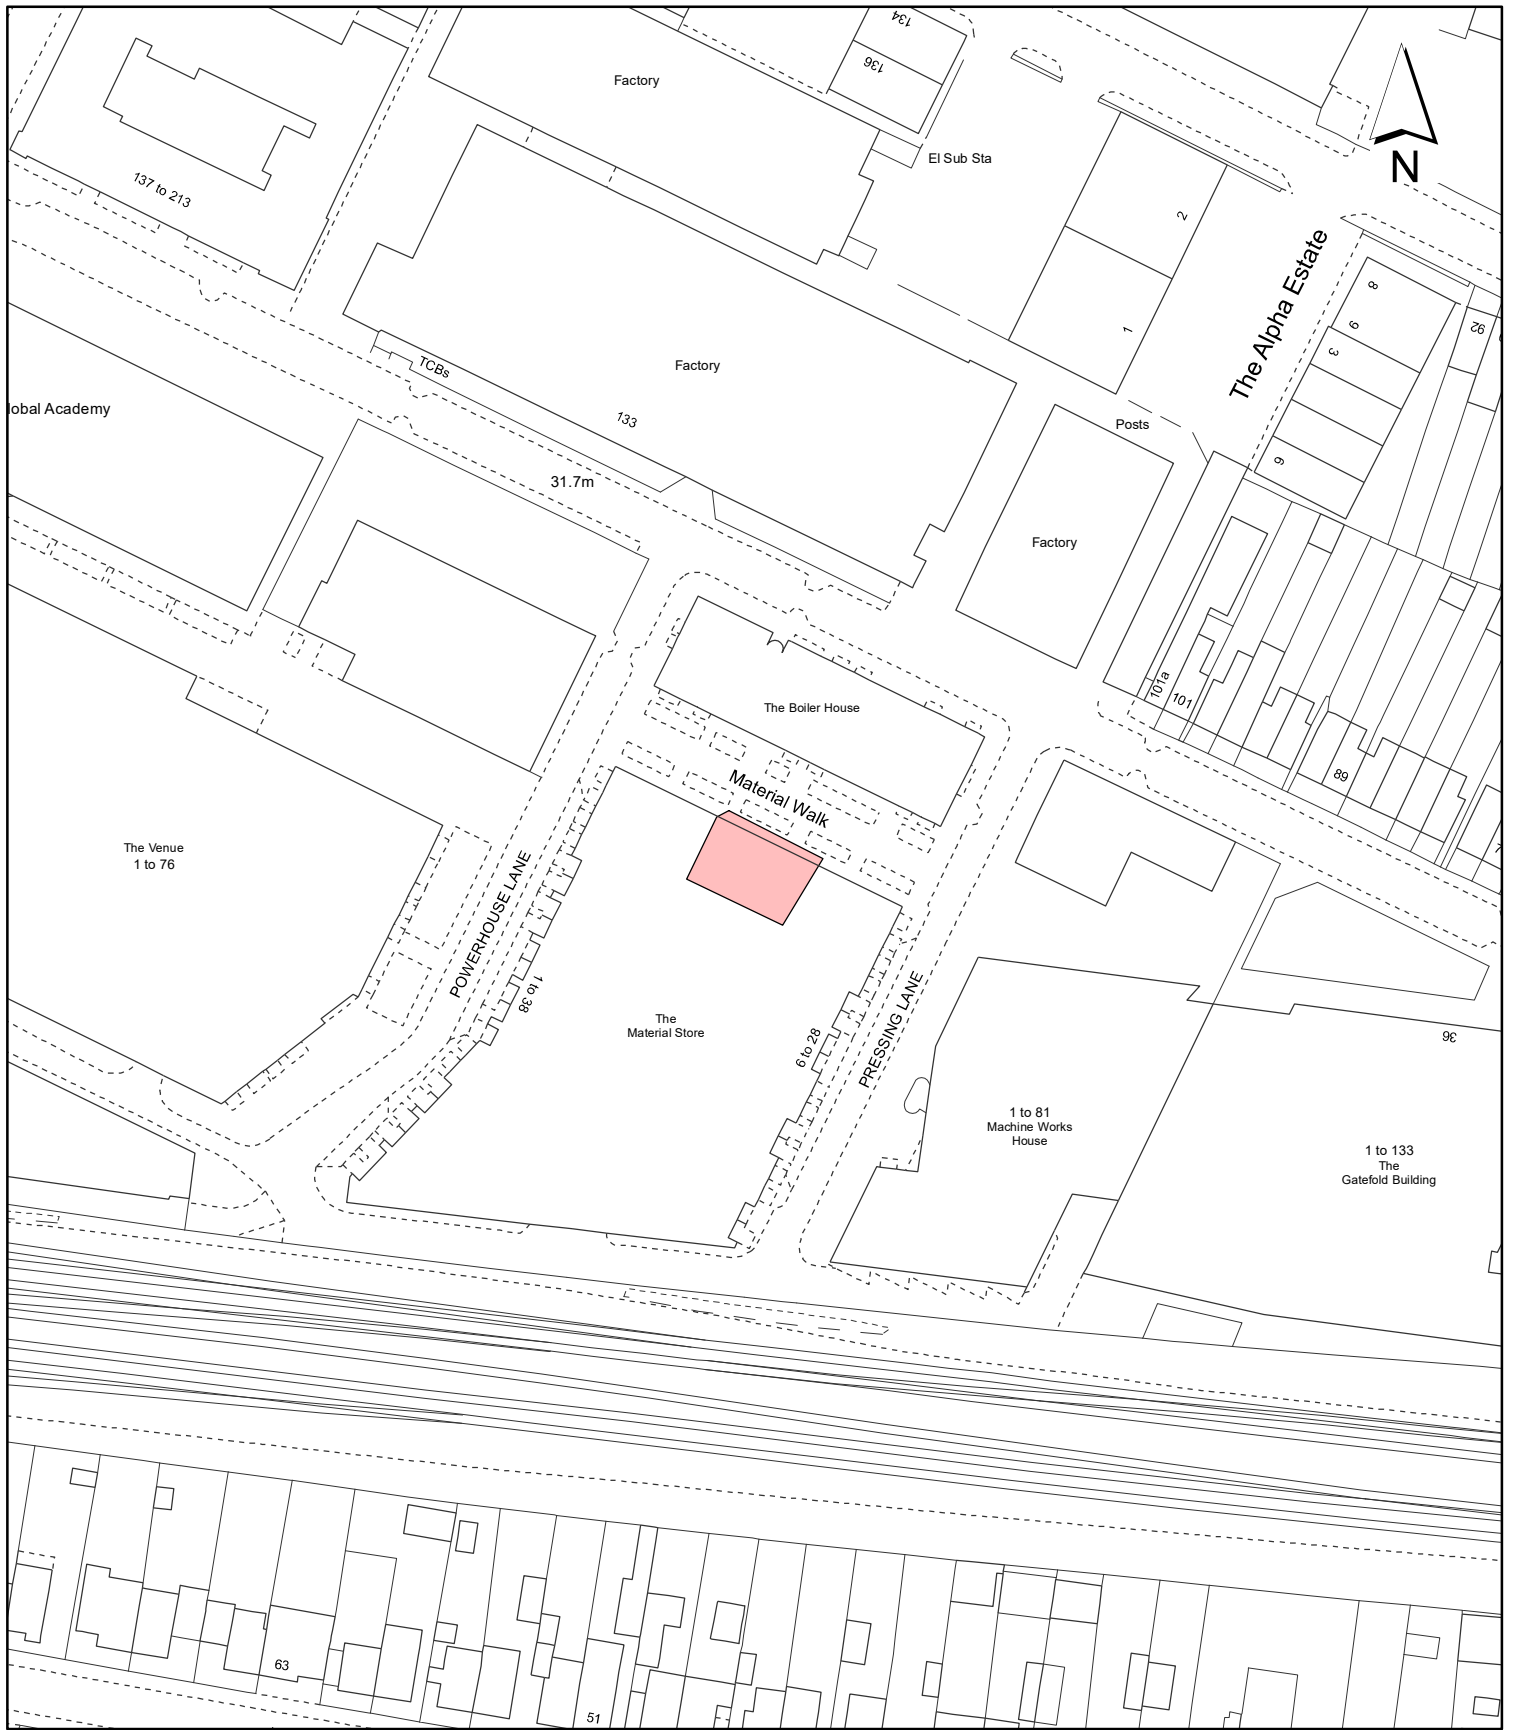 134
136
Factory
El Sub Sta
N
137 to 213
2
1
The Alpha Estate
8
9
3
6
92
TCBs
Factory
133
lobal Academy
Posts
31.7m
Factory
101a
101
89
The Boiler House
Material Walk
The Venue
1 to 76
POWERHOUSE LANE
1 to 38
The
Material Store
6 to 28
PRESSING LANE
36
1 to 81
Machine Works
House
1 to 133
The
Gatefold Building
63
51